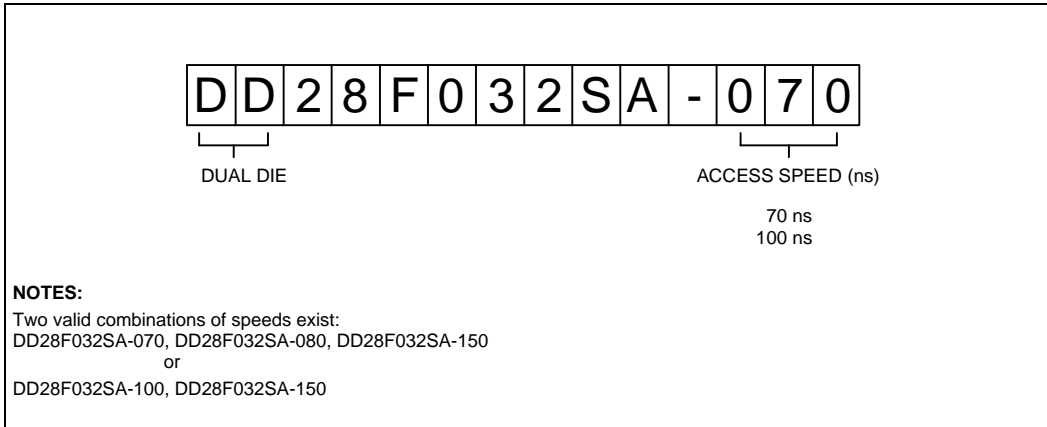 DD28F032SA-070
DUAL DIE
ACCESS SPEED (ns)
70 ns
100 ns
NOTES:
Two valid combinations of speeds exist:
DD28F032SA-070, DD28F032SA-080, DD28F032SA-150
or
DD28F032SA-100, DD28F032SA-150